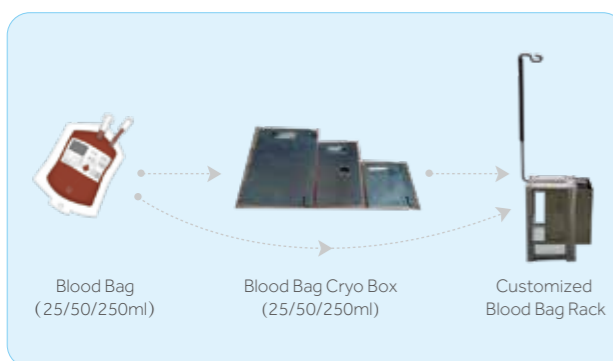 Blood Bag
(25/50/250ml)
Blood Bag Cryo Box
(25/50/250ml)
Customized
Blood Bag Rack